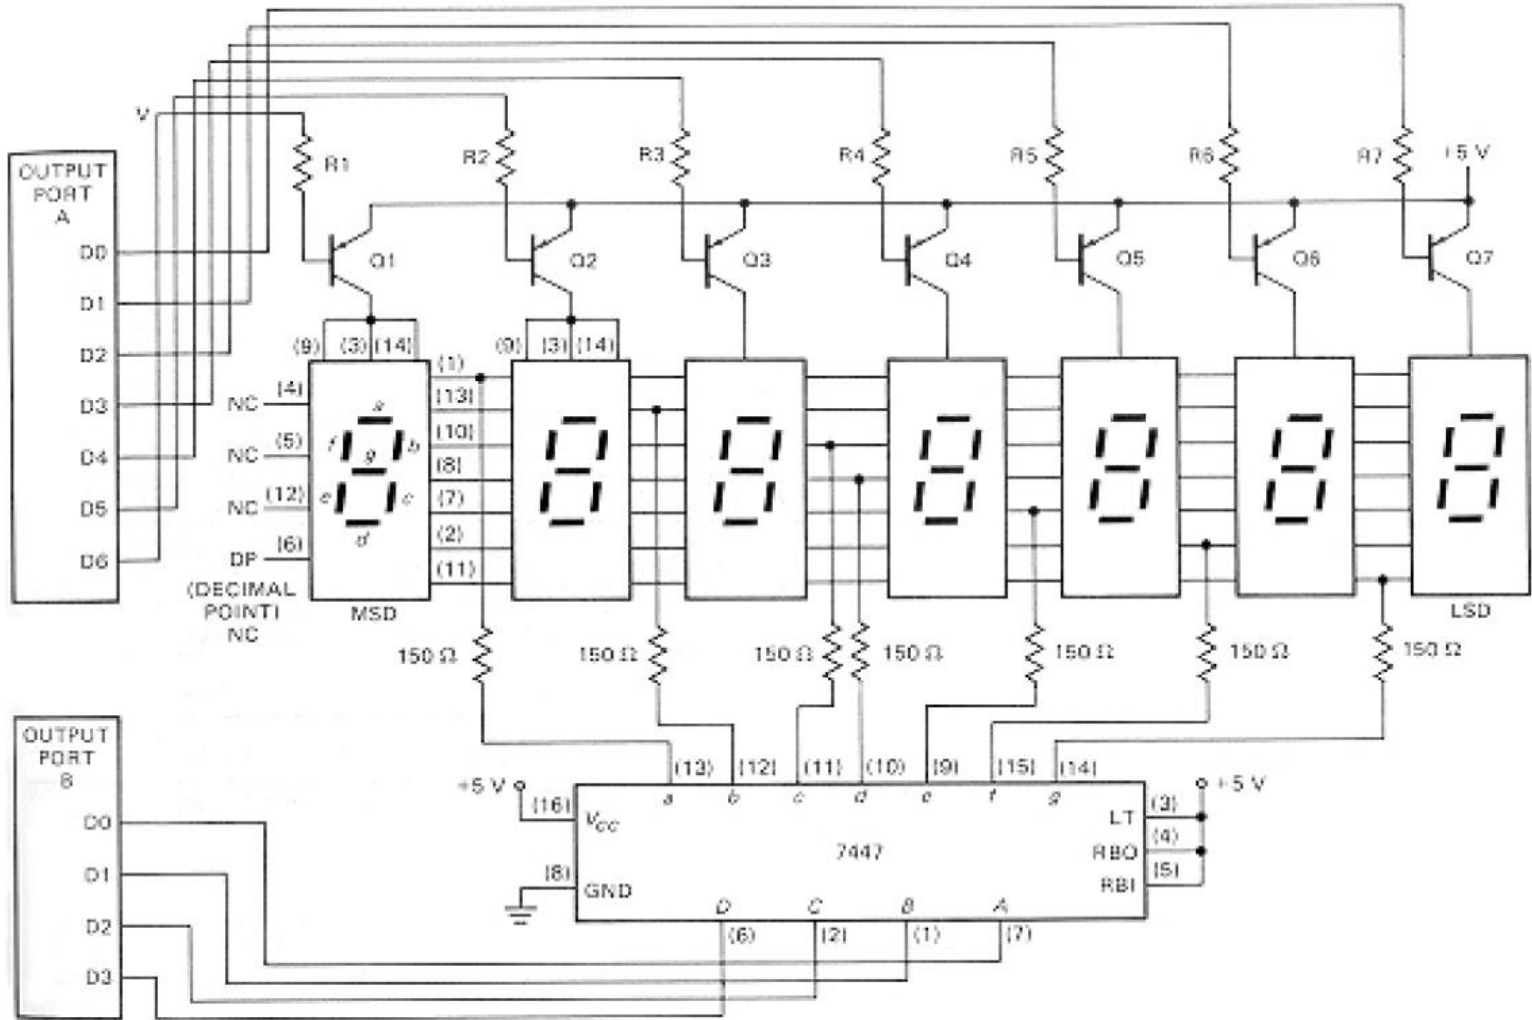 V
R1
R2
R3
R4
R5
R6
R7
+5 V
OUTPUT
PORT
A
D0
D1
D2
D3
D4
D5
D6
Q1
Q2
Q3
Q4
Q5
Q6
Q7
(9) (3) (14)
(9) (3) (14)
NC (4)
NC (5)
NC (12)
DP (6)
(DECIMAL
POINT)
NC
a
f g b
e c
d
(1)
(13)
(10)
(8)
(7)
(2)
(11)
MSD
LSD
150 Ω
150 Ω
150 Ω
150 Ω
150 Ω
150 Ω
150 Ω
OUTPUT
PORT
B
D0
D1
D2
D3
(13) (12) (11) (10) (9) (15) (14)
a b c d e f g
+5 V
(16) VCC
(8) GND
7447
+5 V
LT (3)
RBO (4)
RBI (5)
D C B A
(6) (2) (1) (7)